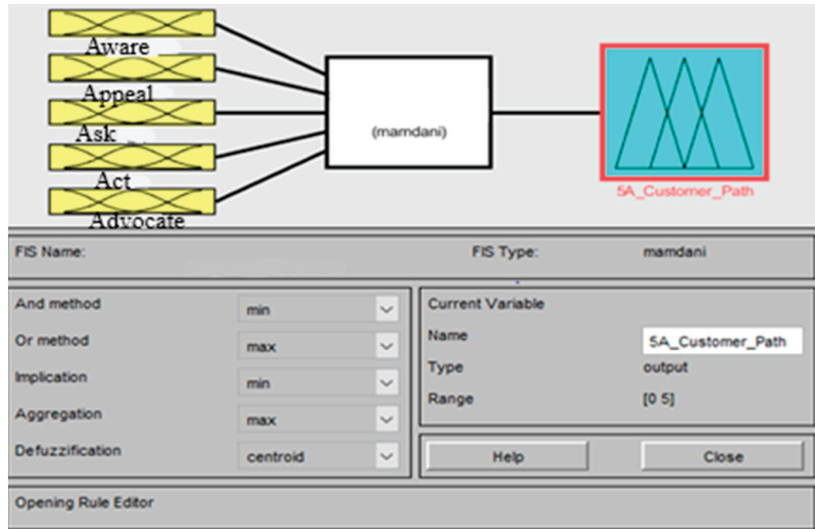 Aware
Appeal
Ask
Act
Advocate
(mamdani)
5A_Customer_Path
FIS Name: FIS Type: mamdani
And method min
Or method max
Implication min
Aggregation max
Defuzzification centroid
Current Variable
Name 5A_Customer_Path
Type output
Range [0 5]
Help Close
Opening Rule Editor